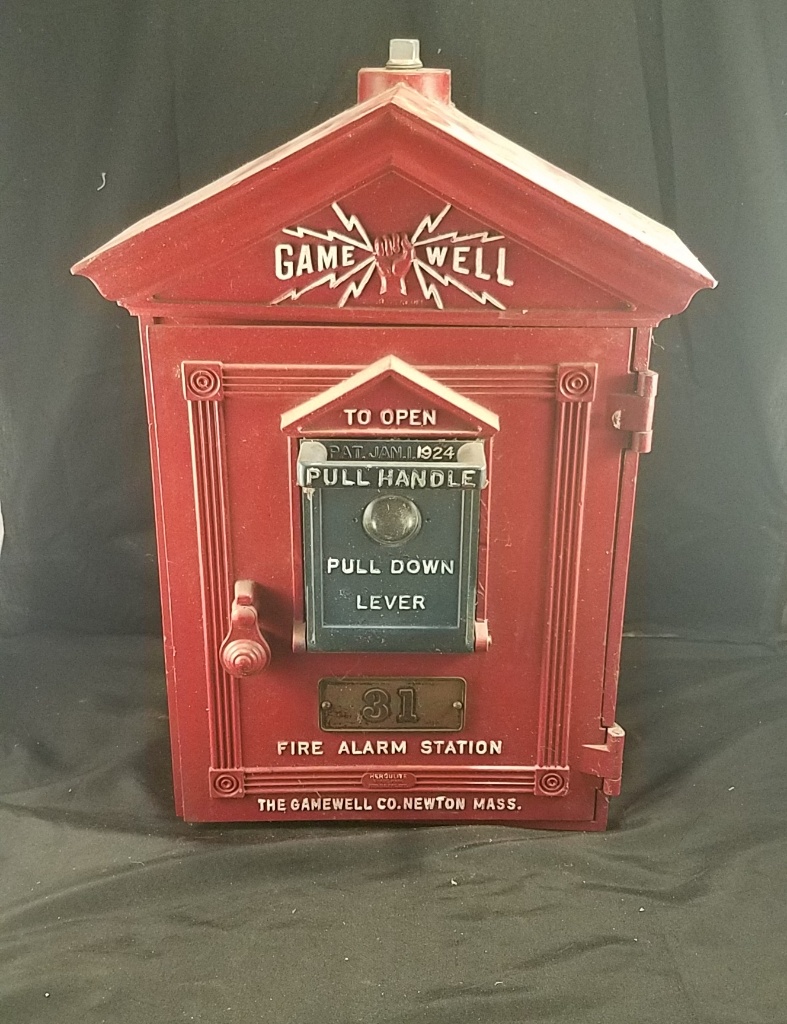 GAME WELL
TO OPEN
PAT. JAN. 1. 1924
PULL HANDLE
PULL DOWN
LEVER
31
FIRE ALARM STATION
HERCULITE
THE GAMEWELL CO. NEWTON MASS.